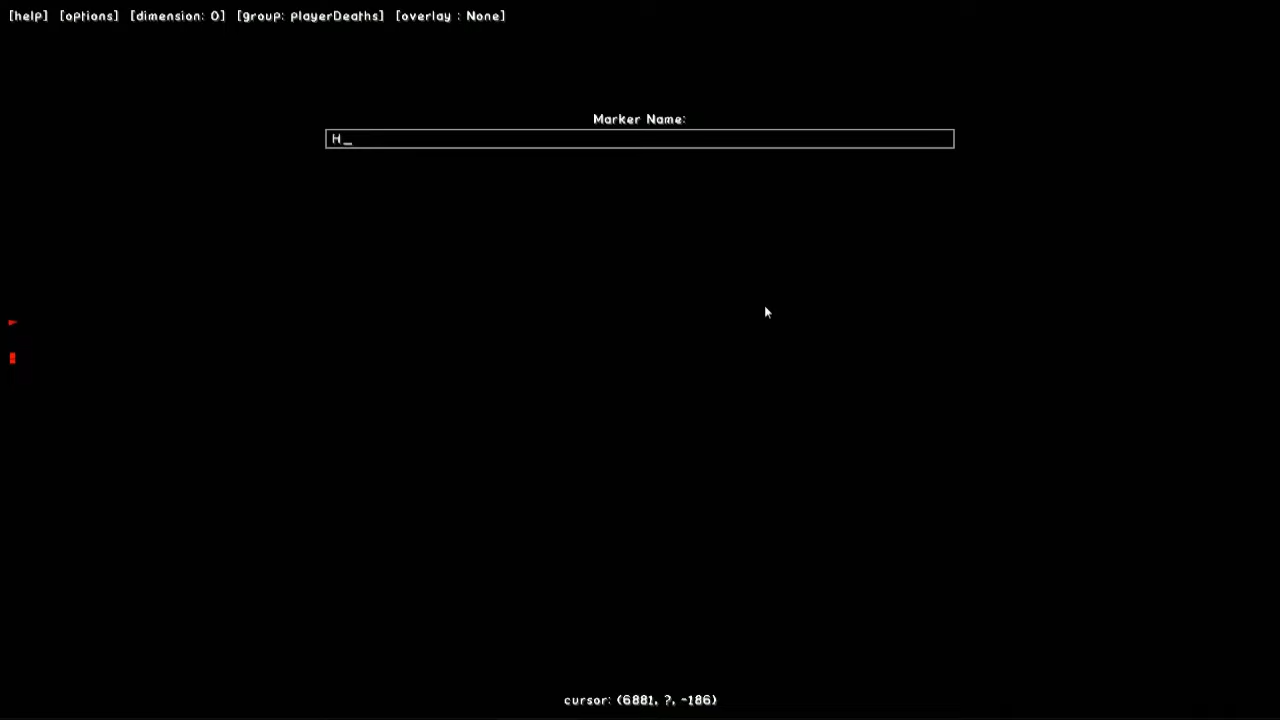 [help] [options] [dimension: 0] [group: playerDeaths] [overlay : None]
Marker Name:
H_
cursor: (6881, ?, -186)